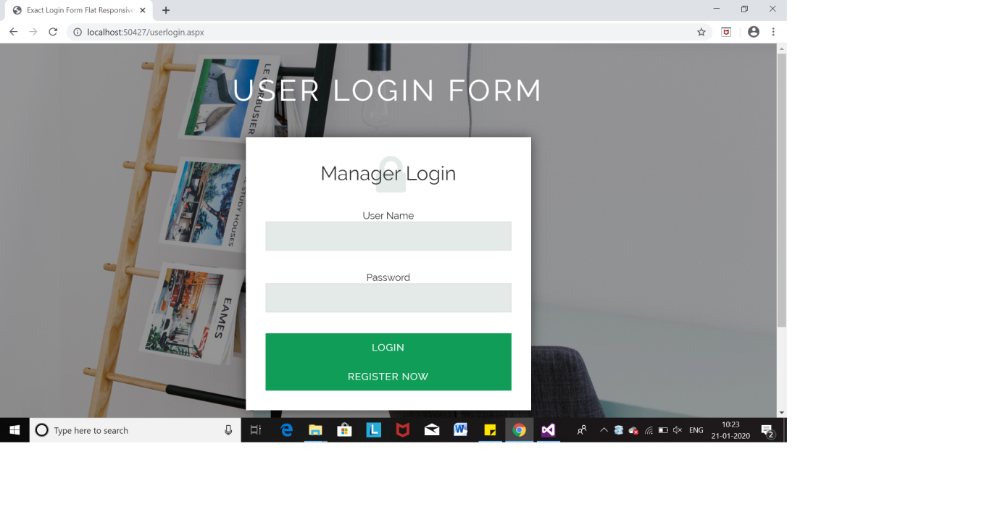 Exact Login Form Flat Responsive
localhost:50427/userlogin.aspx
LE CORBUSIER
USER LOGIN FORM
Manager Login
STUDY HOUSES
User Name
Password
EAMES
LOGIN
REGISTER NOW
Type here to search
L
W
ENG
10:23
21-01-2020
2